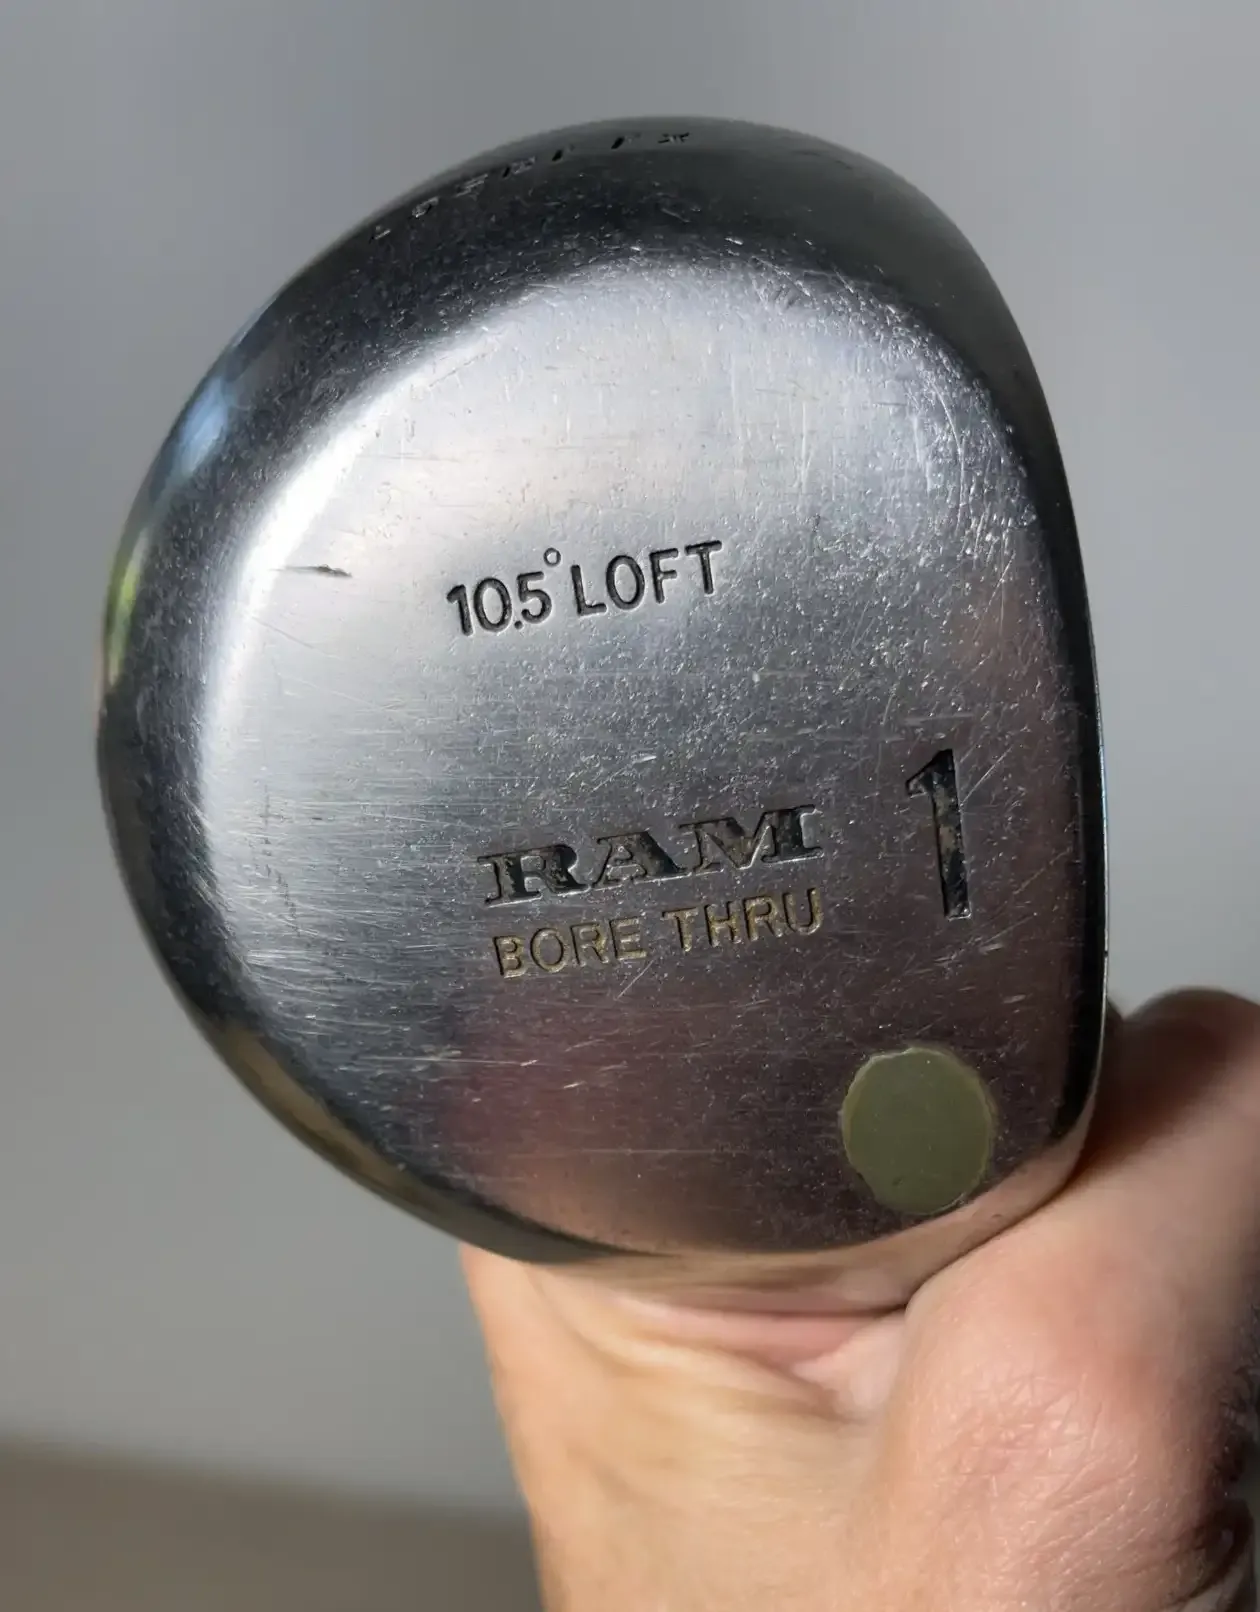 10.5° LOFT
RAM
BORE THRU
1